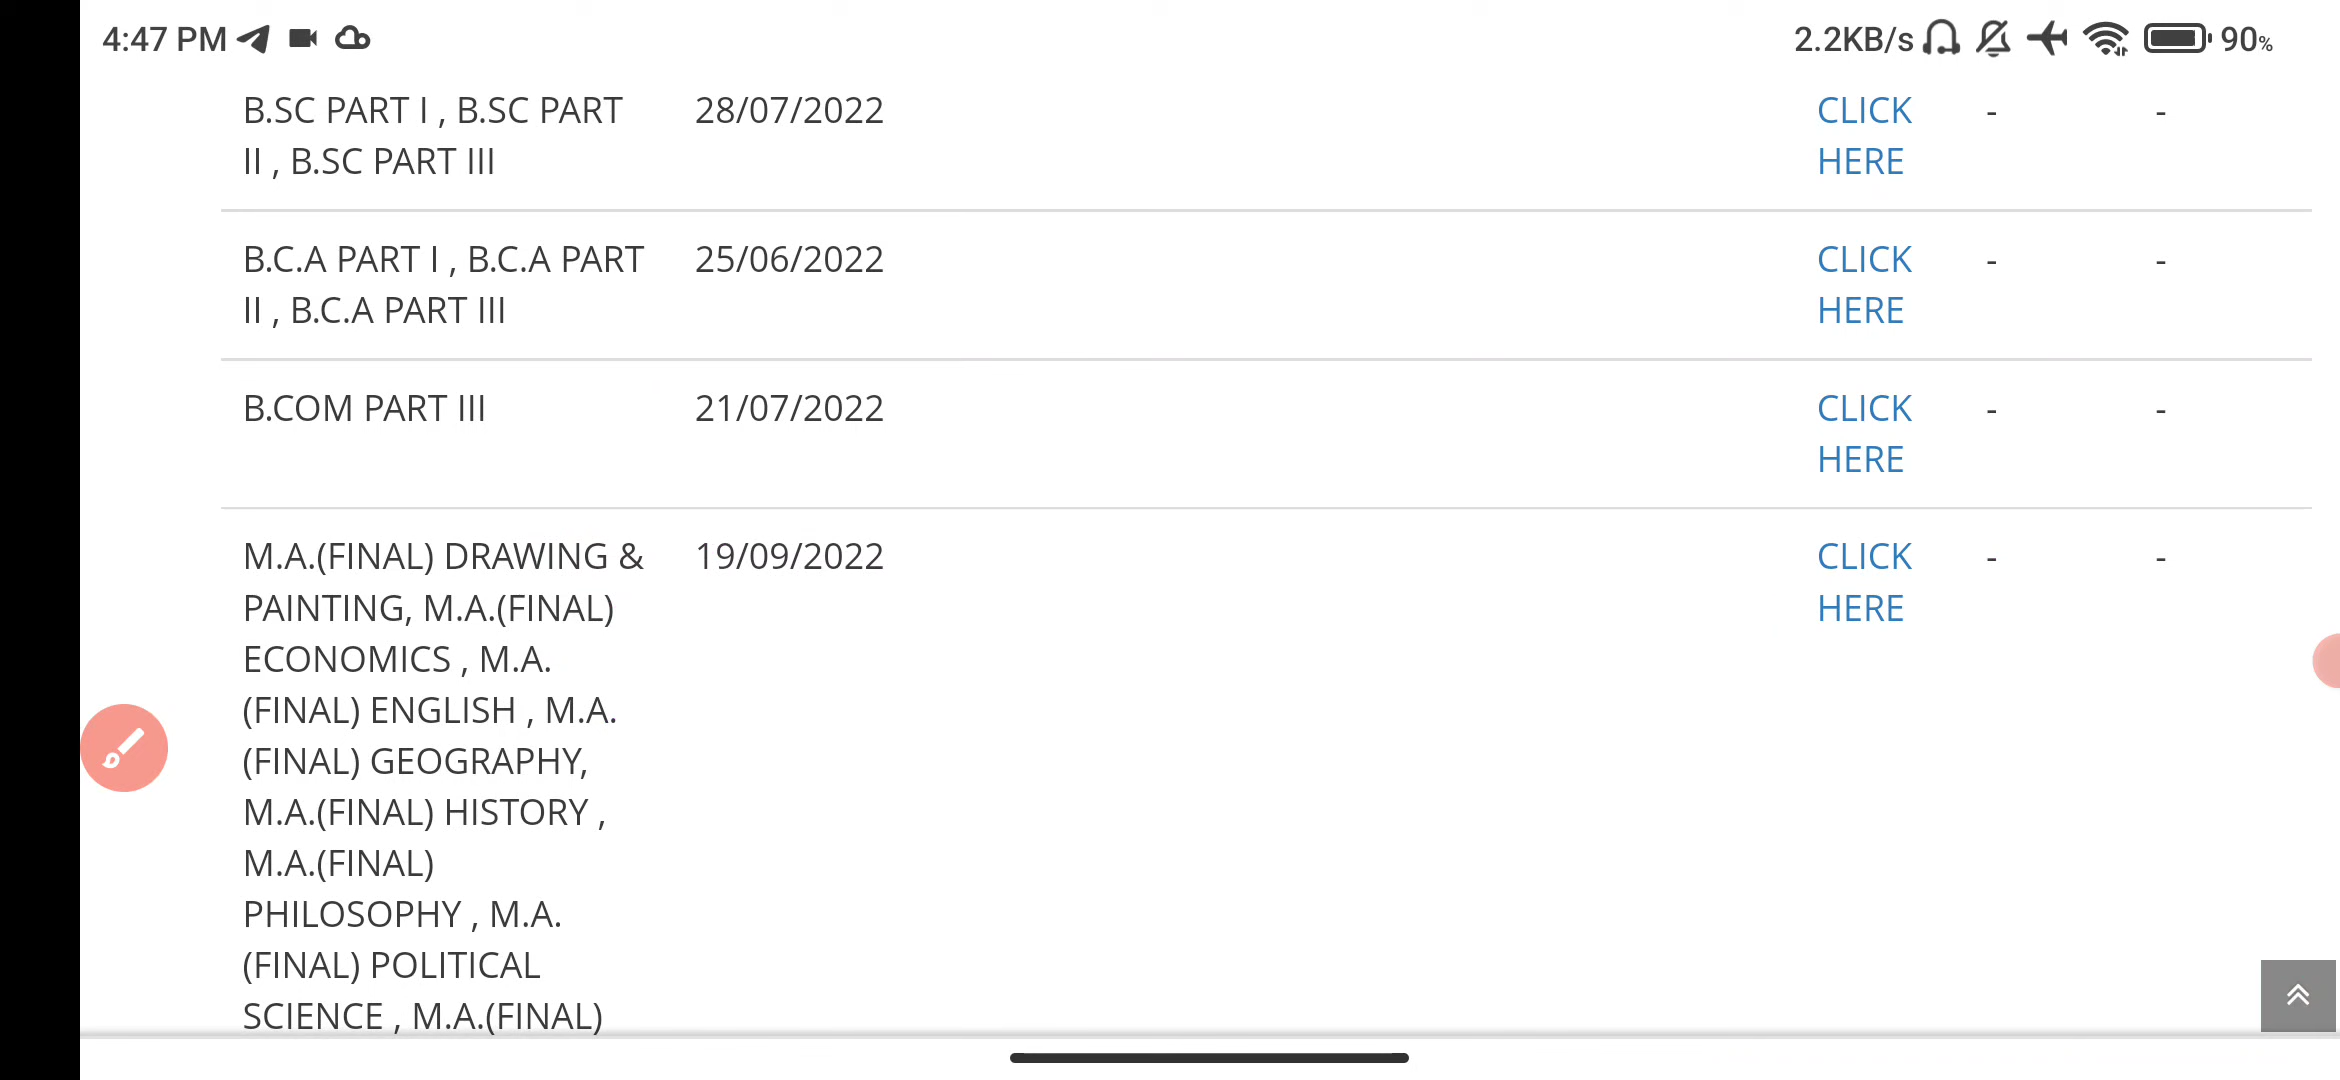 4:47 PM 2.2KB/s 90%
B.SC PART I , B.SC PART 28/07/2022 CLICK - -
II , B.SC PART III HERE
B.C.A PART I , B.C.A PART 25/06/2022 CLICK - -
II , B.C.A PART III HERE
B.COM PART III 21/07/2022 CLICK - -
HERE
M.A.(FINAL) DRAWING & 19/09/2022 CLICK - -
PAINTING, M.A.(FINAL) HERE
ECONOMICS , M.A.
(FINAL) ENGLISH , M.A.
(FINAL) GEOGRAPHY,
M.A.(FINAL) HISTORY ,
M.A.(FINAL)
PHILOSOPHY , M.A.
(FINAL) POLITICAL
SCIENCE , M.A.(FINAL)